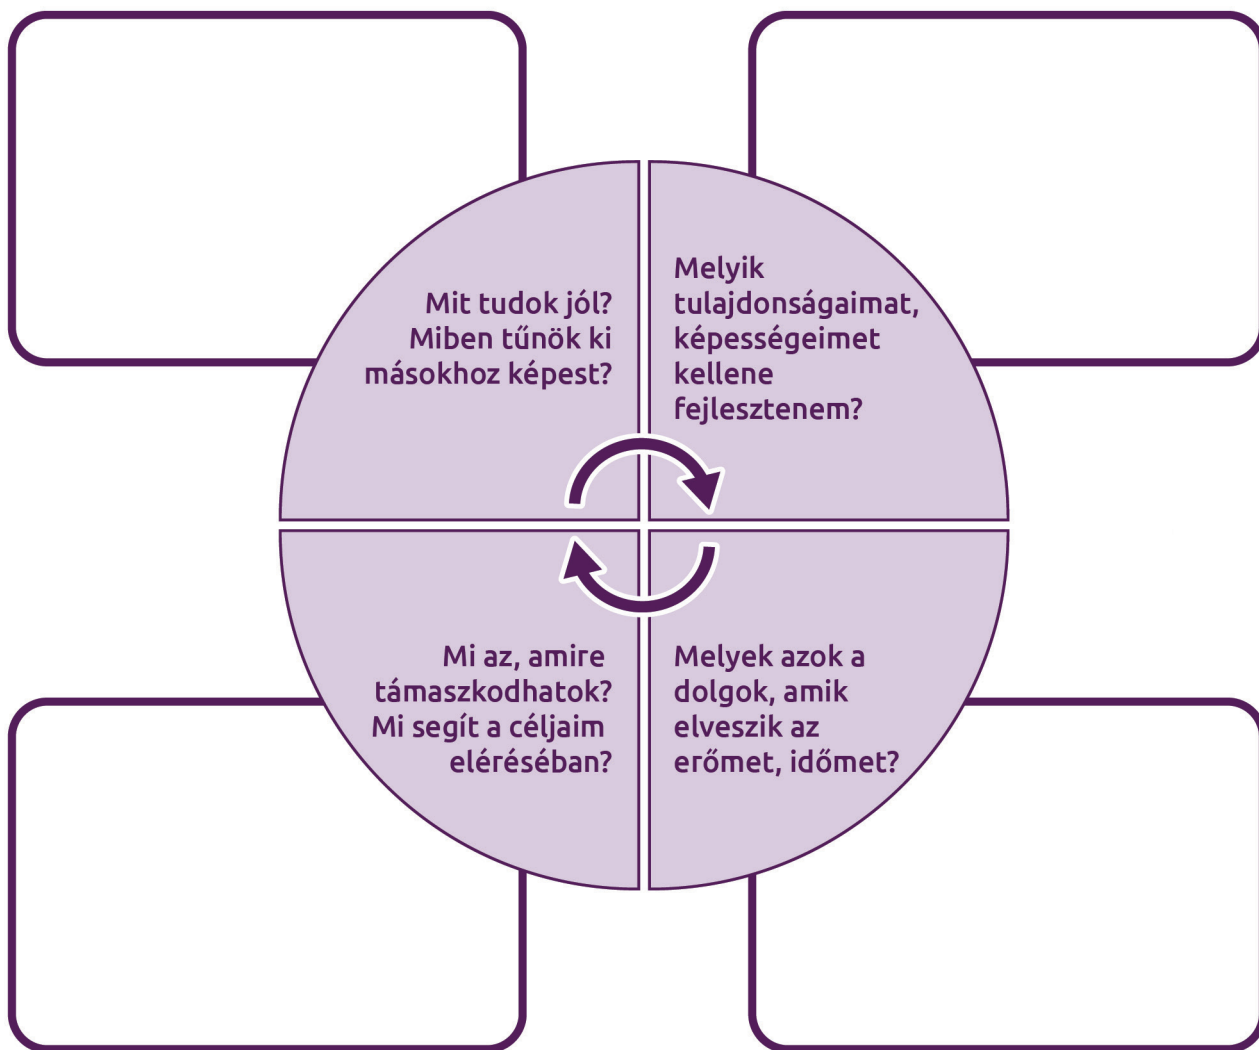 Mit tudok jól?
Miben tűnök ki
másokhoz képest?
Melyik
tulajdonságaimat,
képességeimet
kellene
fejlesztenem?
Mi az, amire
támaszkodhatok?
Mi segít a céljaim
elérésében?
Melyek azok a
dolgok, amik
elveszik az
erőmet, időmet?